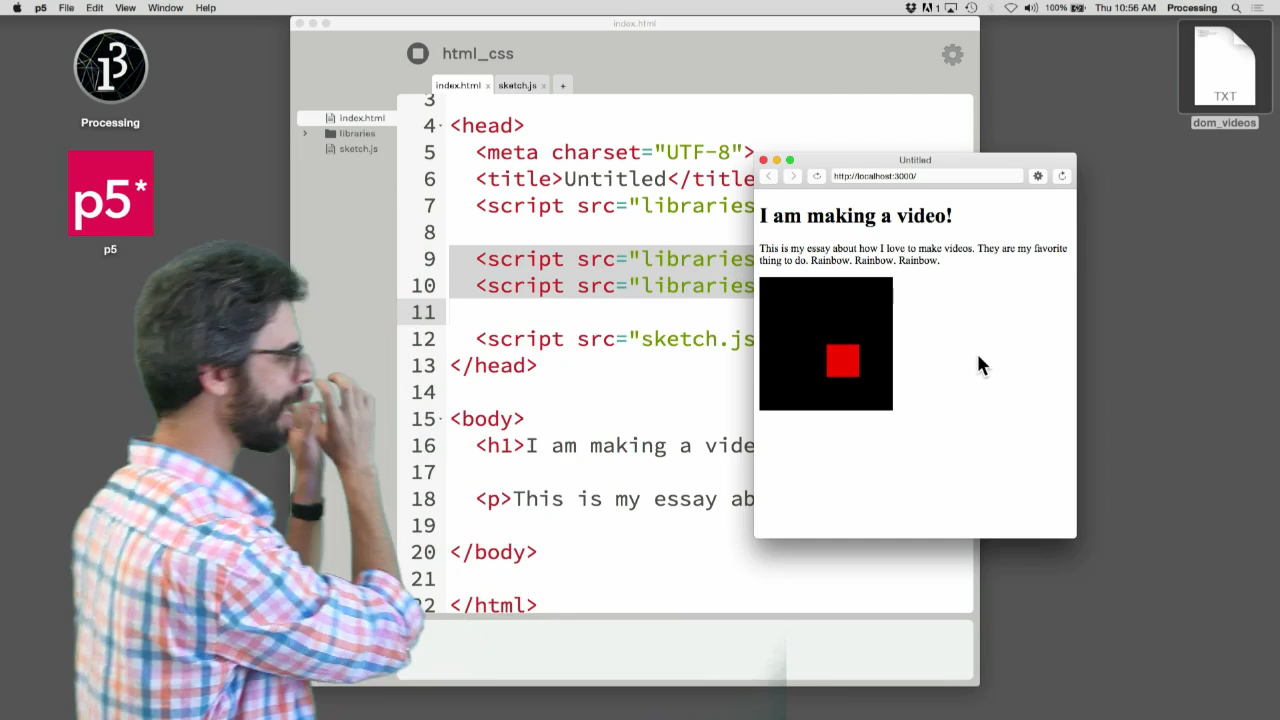 p5 File Edit View Window Help
100% Thu 10:56 AM Processing
index.html
html_css
index.html x sketch.js x +
index.html
libraries
sketch.js
3
4 <head>
5 <meta charset="UTF-8">
6 <title>Untitled</title
7 <script src="libraries
8
9 <script src="libraries
10 <script src="libraries
11
12 <script src="sketch.js
13 </head>
14
15 <body>
16 <h1>I am making a vide
17
18 <p>This is my essay ab
19
20 </body>
21
22 </html>
Processing
p5*
p5
TXT
dom_videos
Untitled
http://localhost:3000/
I am making a video!
This is my essay about how I love to make videos. They are my favorite
thing to do. Rainbow. Rainbow. Rainbow.